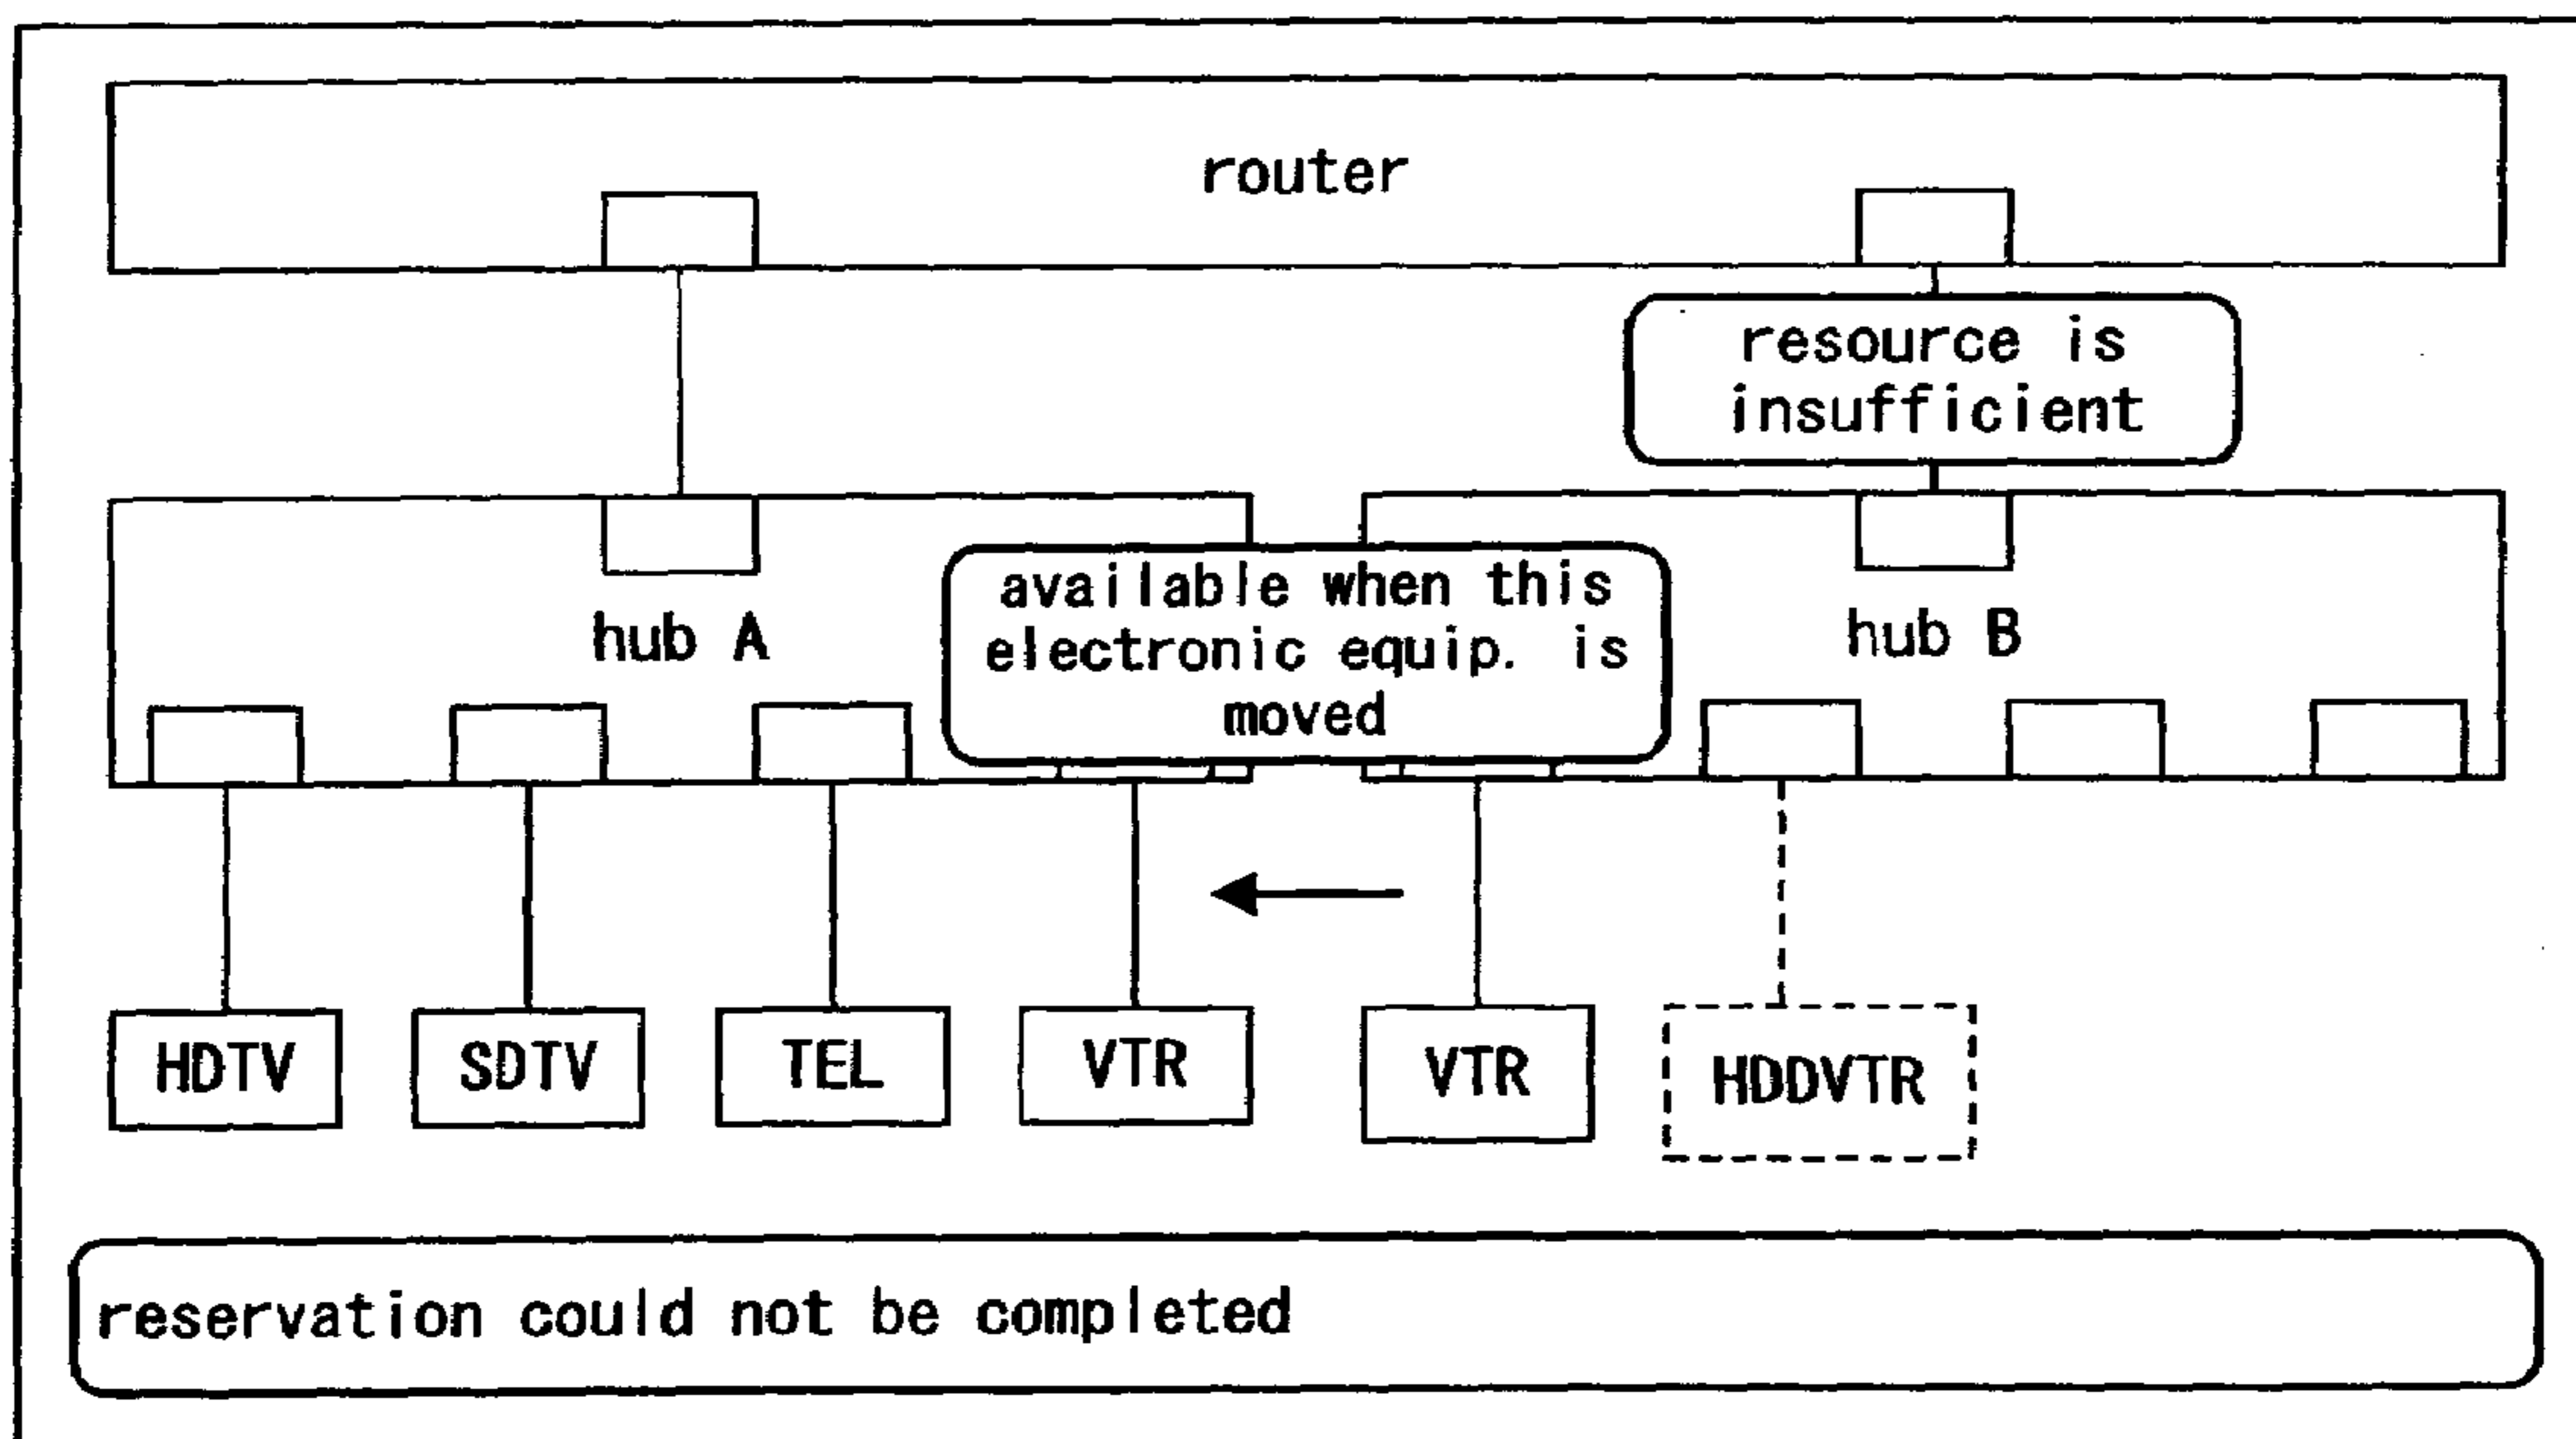 router
resource is
insufficient
available when this
electronic equip. is
moved
hub A
hub B
HDTV
SDTV
TEL
VTR
VTR
HDDVTR
reservation could not be completed